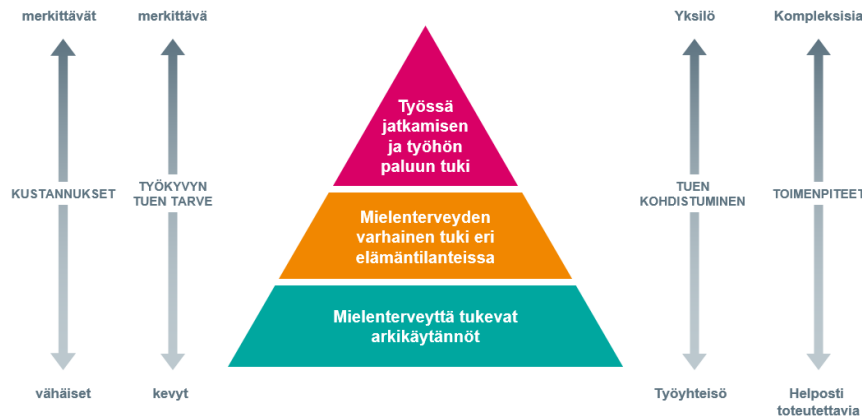 merkittävät
merkittävä
Yksilö
Kompleksisia
Työssä
jatkamisen
ja työhön
paluun tuki
KUSTANNUKSET
TYÖKYVYN
TUEN TARVE
TUEN
KOHDISTUMINEN
TOIMENPITEET
Mielenterveyden
varhainen tuki eri
elämäntilanteissa
Mielenterveyttä tukevat
arkikäytännöt
vähäiset
kevyt
Työyhteisö
Helposti
toteutettavia